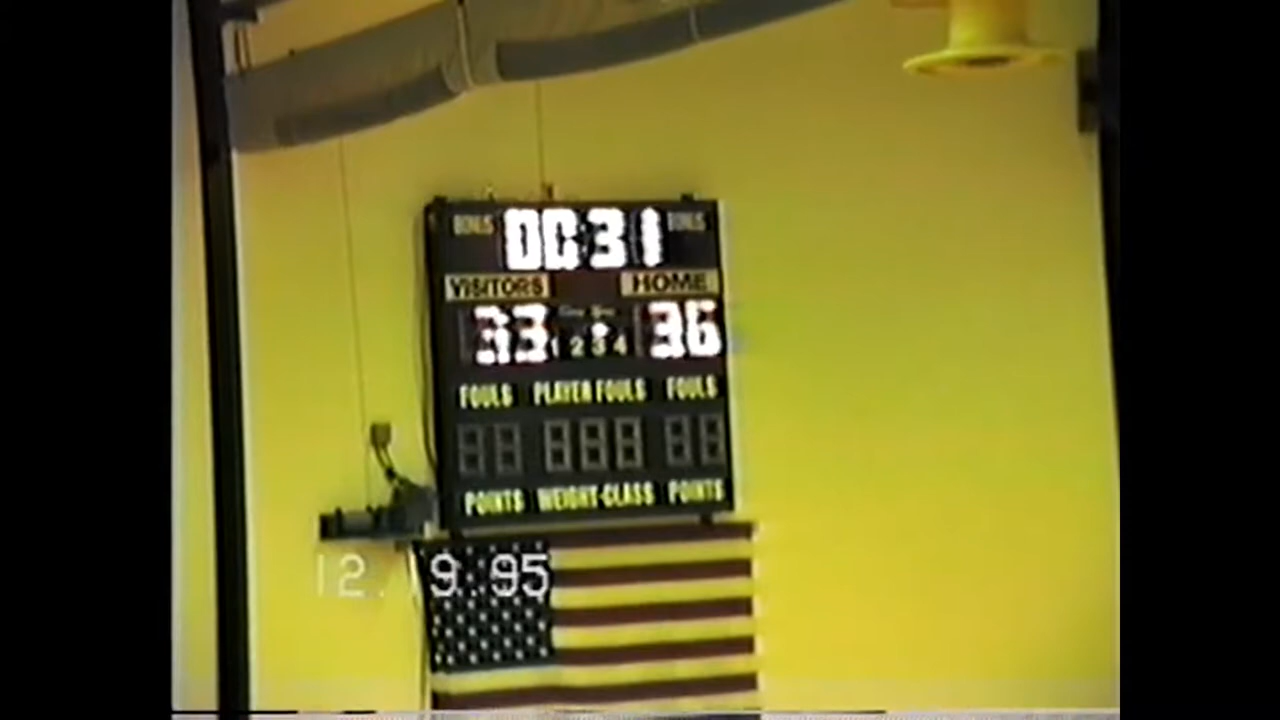 BONUS 00:31 BONUS
VISITORS HOME
33 1 2 3 4 36
FOULS PLAYER FOULS FOULS
POINTS WEIGHT CLASS POINTS
12.19.95